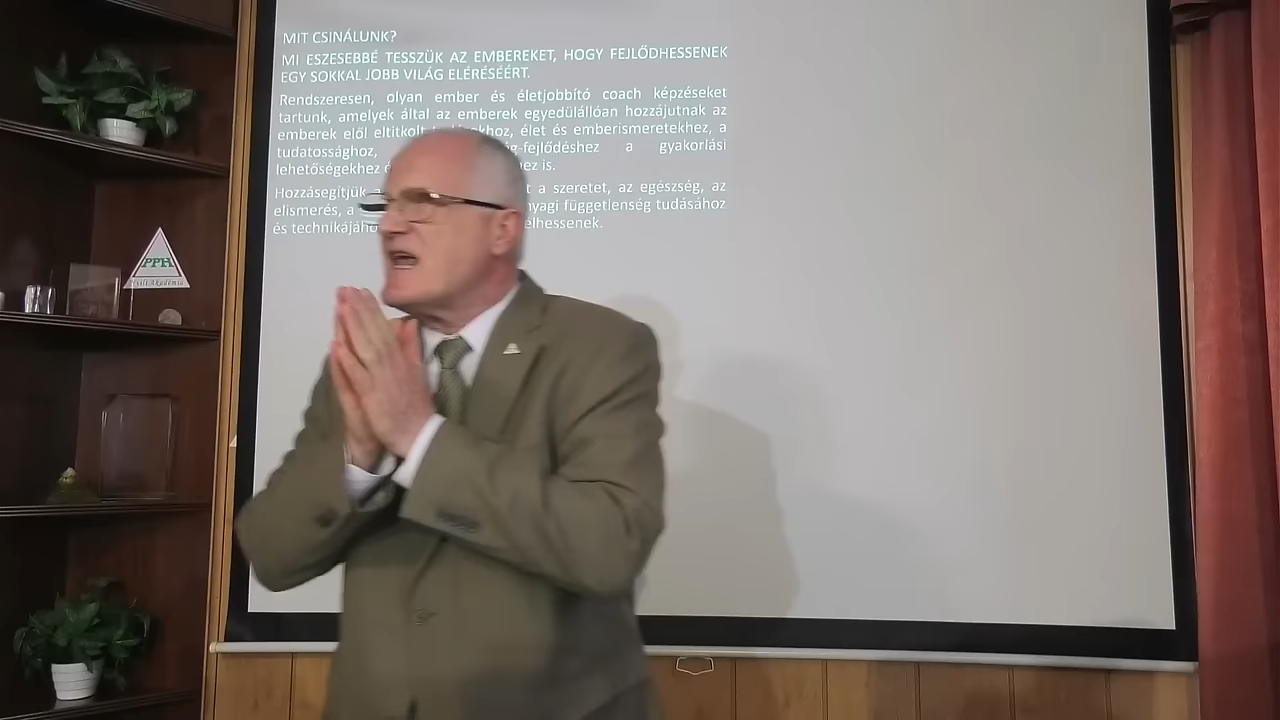 MIT CSINÁLUNK?
MI ESZESEBBÉ TESSZÜK AZ EMBEREKET, HOGY FEJLŐDHESSENEK
EGY SOKKAL JOBB VILÁG ELÉRÉSÉÉRT.
Rendszeresen, olyan ember és életjobbító coach képzéseket
tartunk, amelyek által az emberek egyedülállóan hozzájutnak az
emberek elől eltitkolt élet és emberismeretekhez, a
tudatossághoz, -fejlődéshez a gyakorlási
lehetőségekhez is.
Hozzásegítjük a szeretet, az egészség, az
elismerés, a függetlenség tudásához
és
PPH